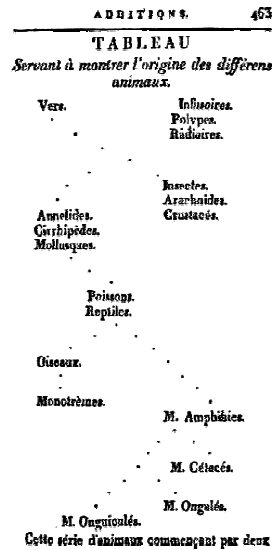 ADDITIONS. 463
TABLEAU
Servant à montrer l'origine des différens
animaux.
Vers. Infusoires.
Polypes.
Radiaires.
Insectes.
Arachnides.
Annelides. Crustacés.
Cirrhipèdes.
Mollusques.
Poissons.
Reptiles.
Oiseaux.
Monotrèmes.
M. Amphibies.
M. Cétacés.
M. Ongulés.
M. Onguiculés.
Cette série d'animaux commençant par deux